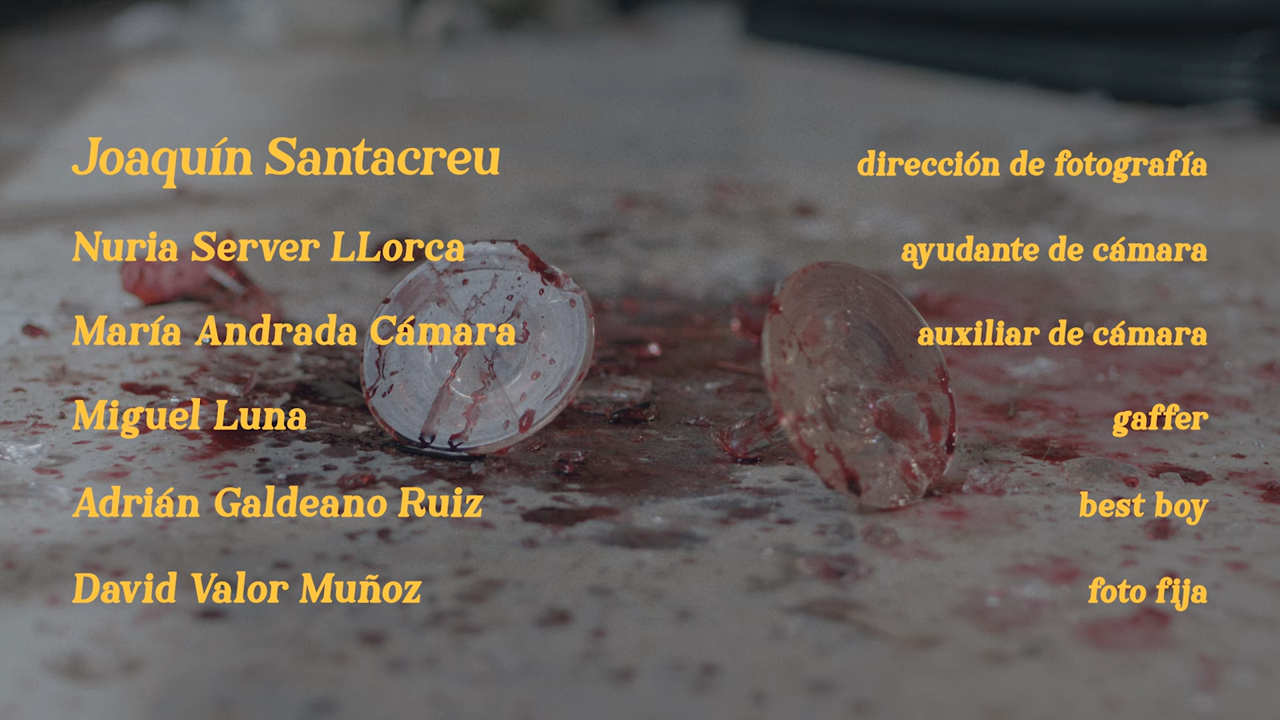 Joaquín Santacreu dirección de fotografía
Nuria Server LLorca ayudante de cámara
María Andrada Cámara auxiliar de cámara
Miguel Luna gaffer
Adrián Galdeano Ruiz best boy
David Valor Muñoz foto fija